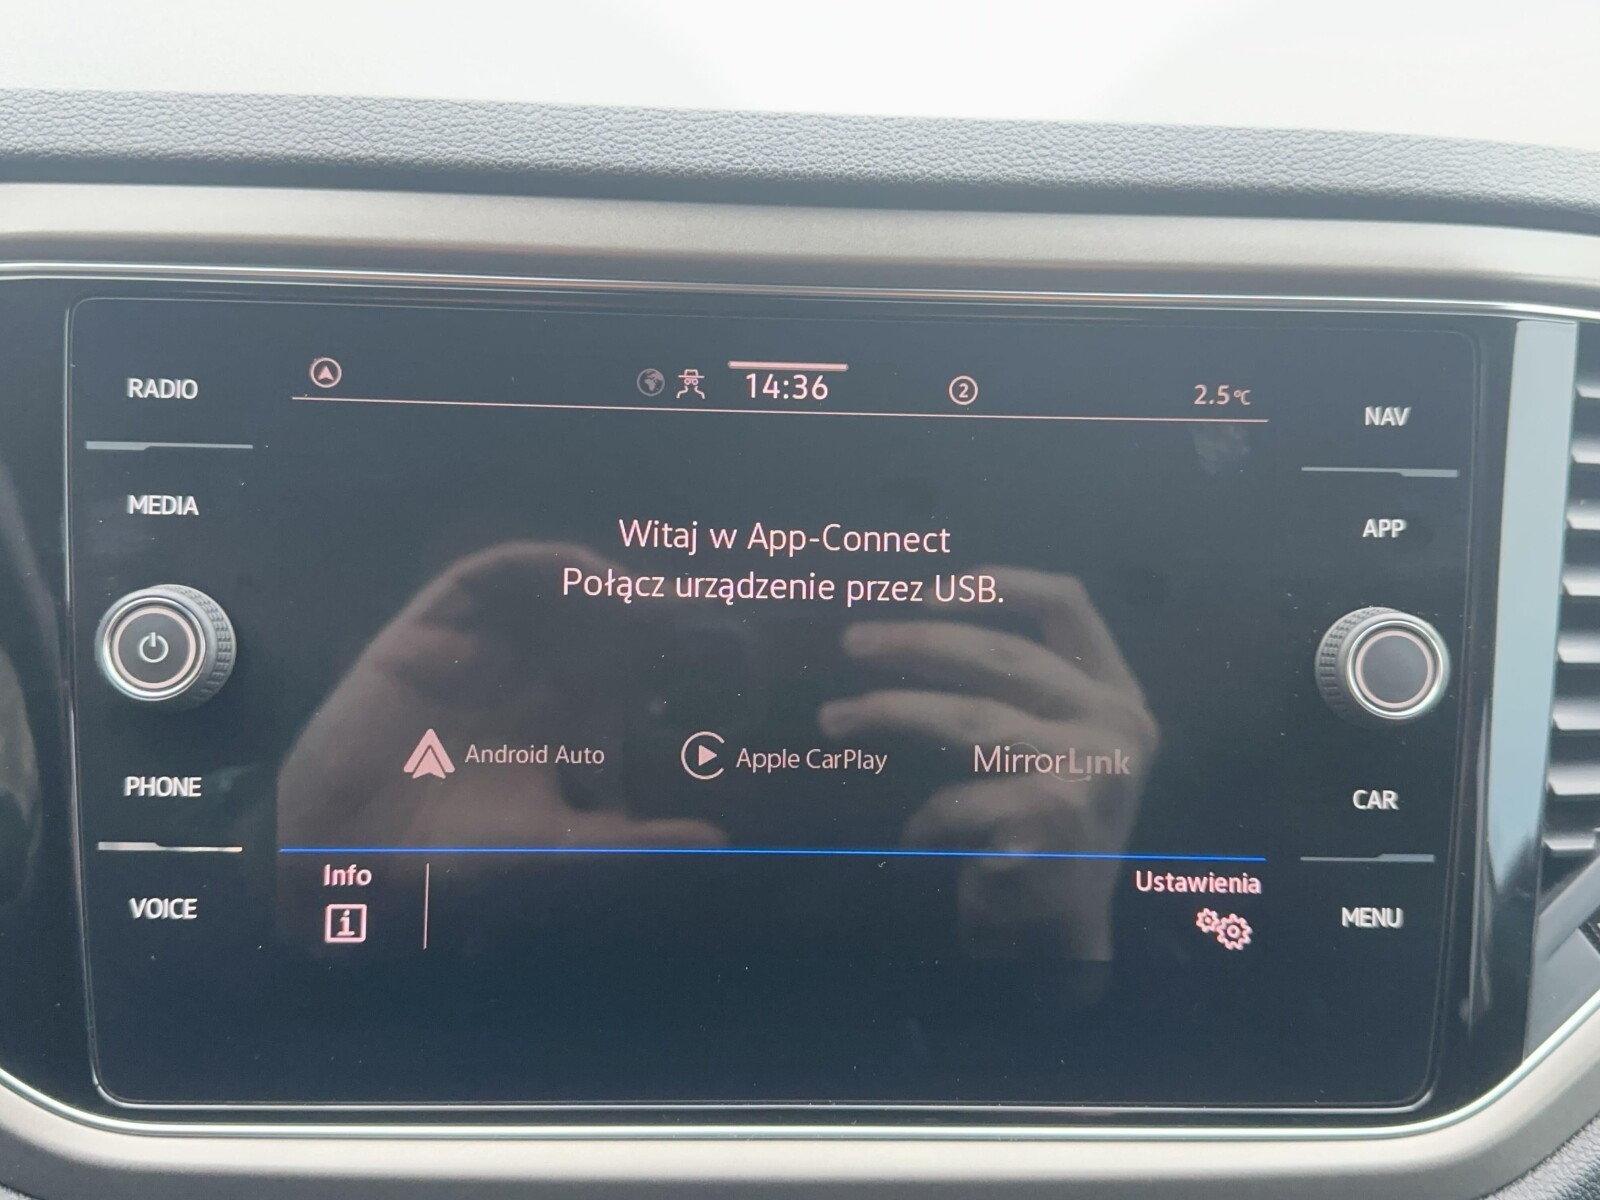 RADIO
MEDIA
PHONE
VOICE
14:36
2
2.5°C
Witaj w App-Connect
Połącz urządzenie przez USB.
Android Auto
Apple CarPlay
MirrorLink
Info
i
Ustawienia
NAV
APP
CAR
MENU